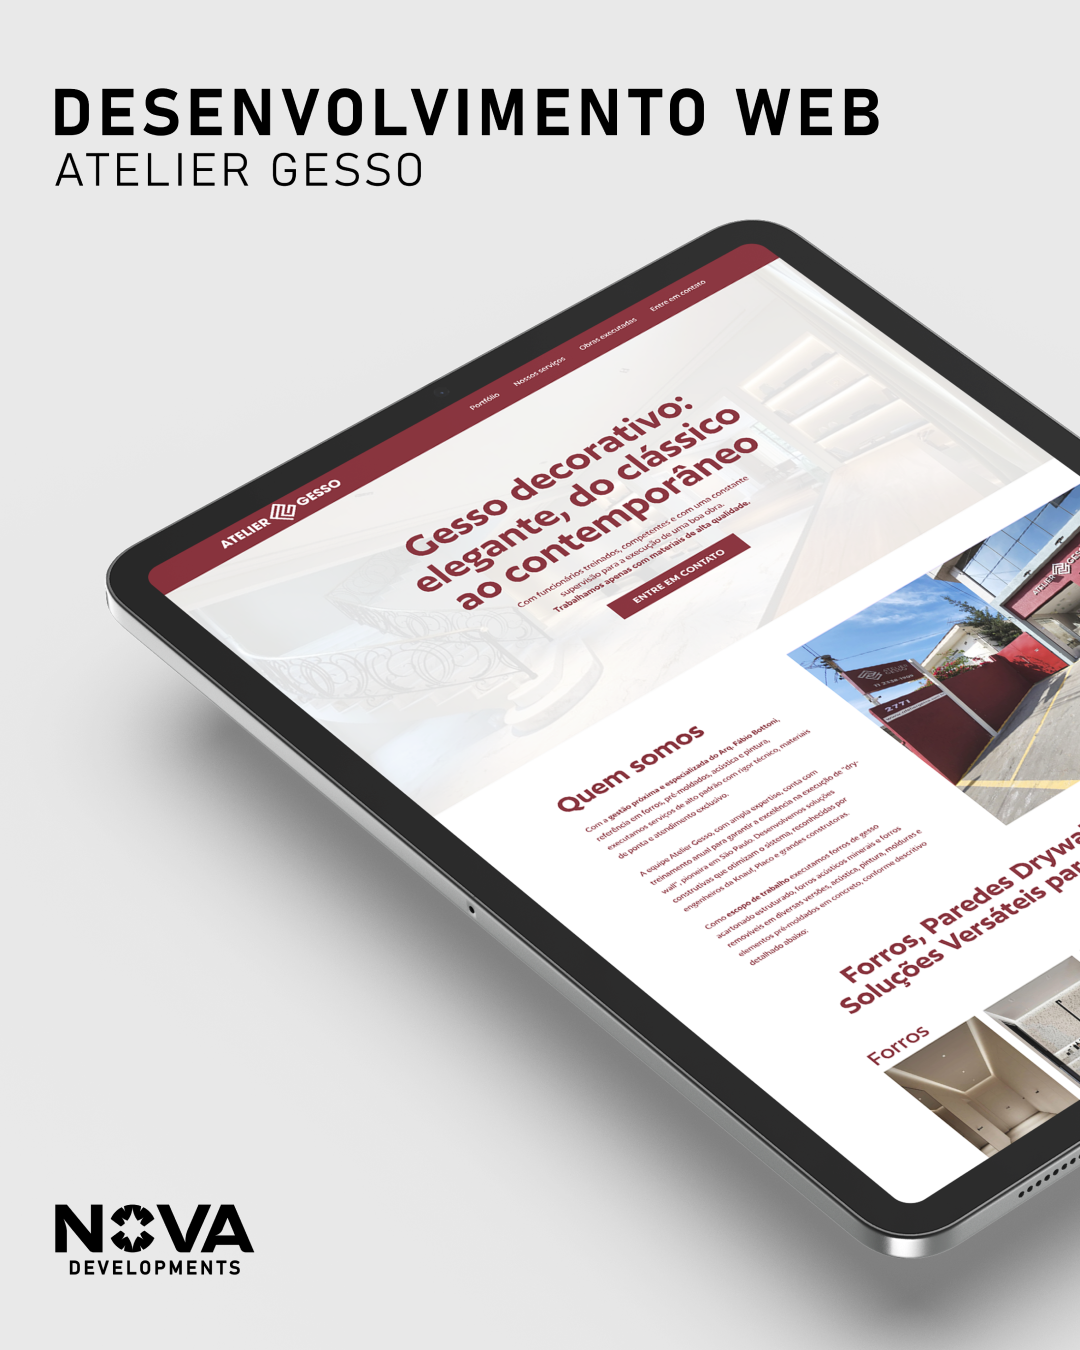 DESENVOLVIMENTO WEB
ATELIER GESSO
ATELIER GESSO
Portfólio Nossos serviços Obras executadas Entre em contato
Gesso decorativo:
elegante, do clássico
ao contemporâneo
Com funcionários treinados, competentes e com uma constante
supervisão para a execução de uma boa obra.
Trabalhamos apenas com materiais de alta qualidade.
ENTRE EM CONTATO
ATELIER GESSO
2771
Quem somos
Com a gestão próxima e especializada do Arq. Fábio Bottoni,
referência em forros, pré-moldados, acústica e pintura,
executamos serviços de alto padrão com rigor técnico, materiais
de ponta e atendimento exclusivo.
A equipe Atelier Gesso, com ampla expertise, conta com
treinamento anual para garantir a excelência na execução de "dry-
wall", pioneira em São Paulo. Desenvolvemos soluções
construtivas que otimizam o sistema, reconhecidas por
engenheiros da Knauf, Placo e grandes construtoras.
Como escopo de trabalho executamos forros de gesso
acartonado estruturado, forros acústicos minerais e forros
removíveis em diversas versões, acústica, pintura, molduras e
elementos pré-moldados em concreto, conforme descritivo
detalhado abaixo:
Forros, Paredes Drywal
Soluções Versáteis par
Forros
NOVA
DEVELOPMENTS